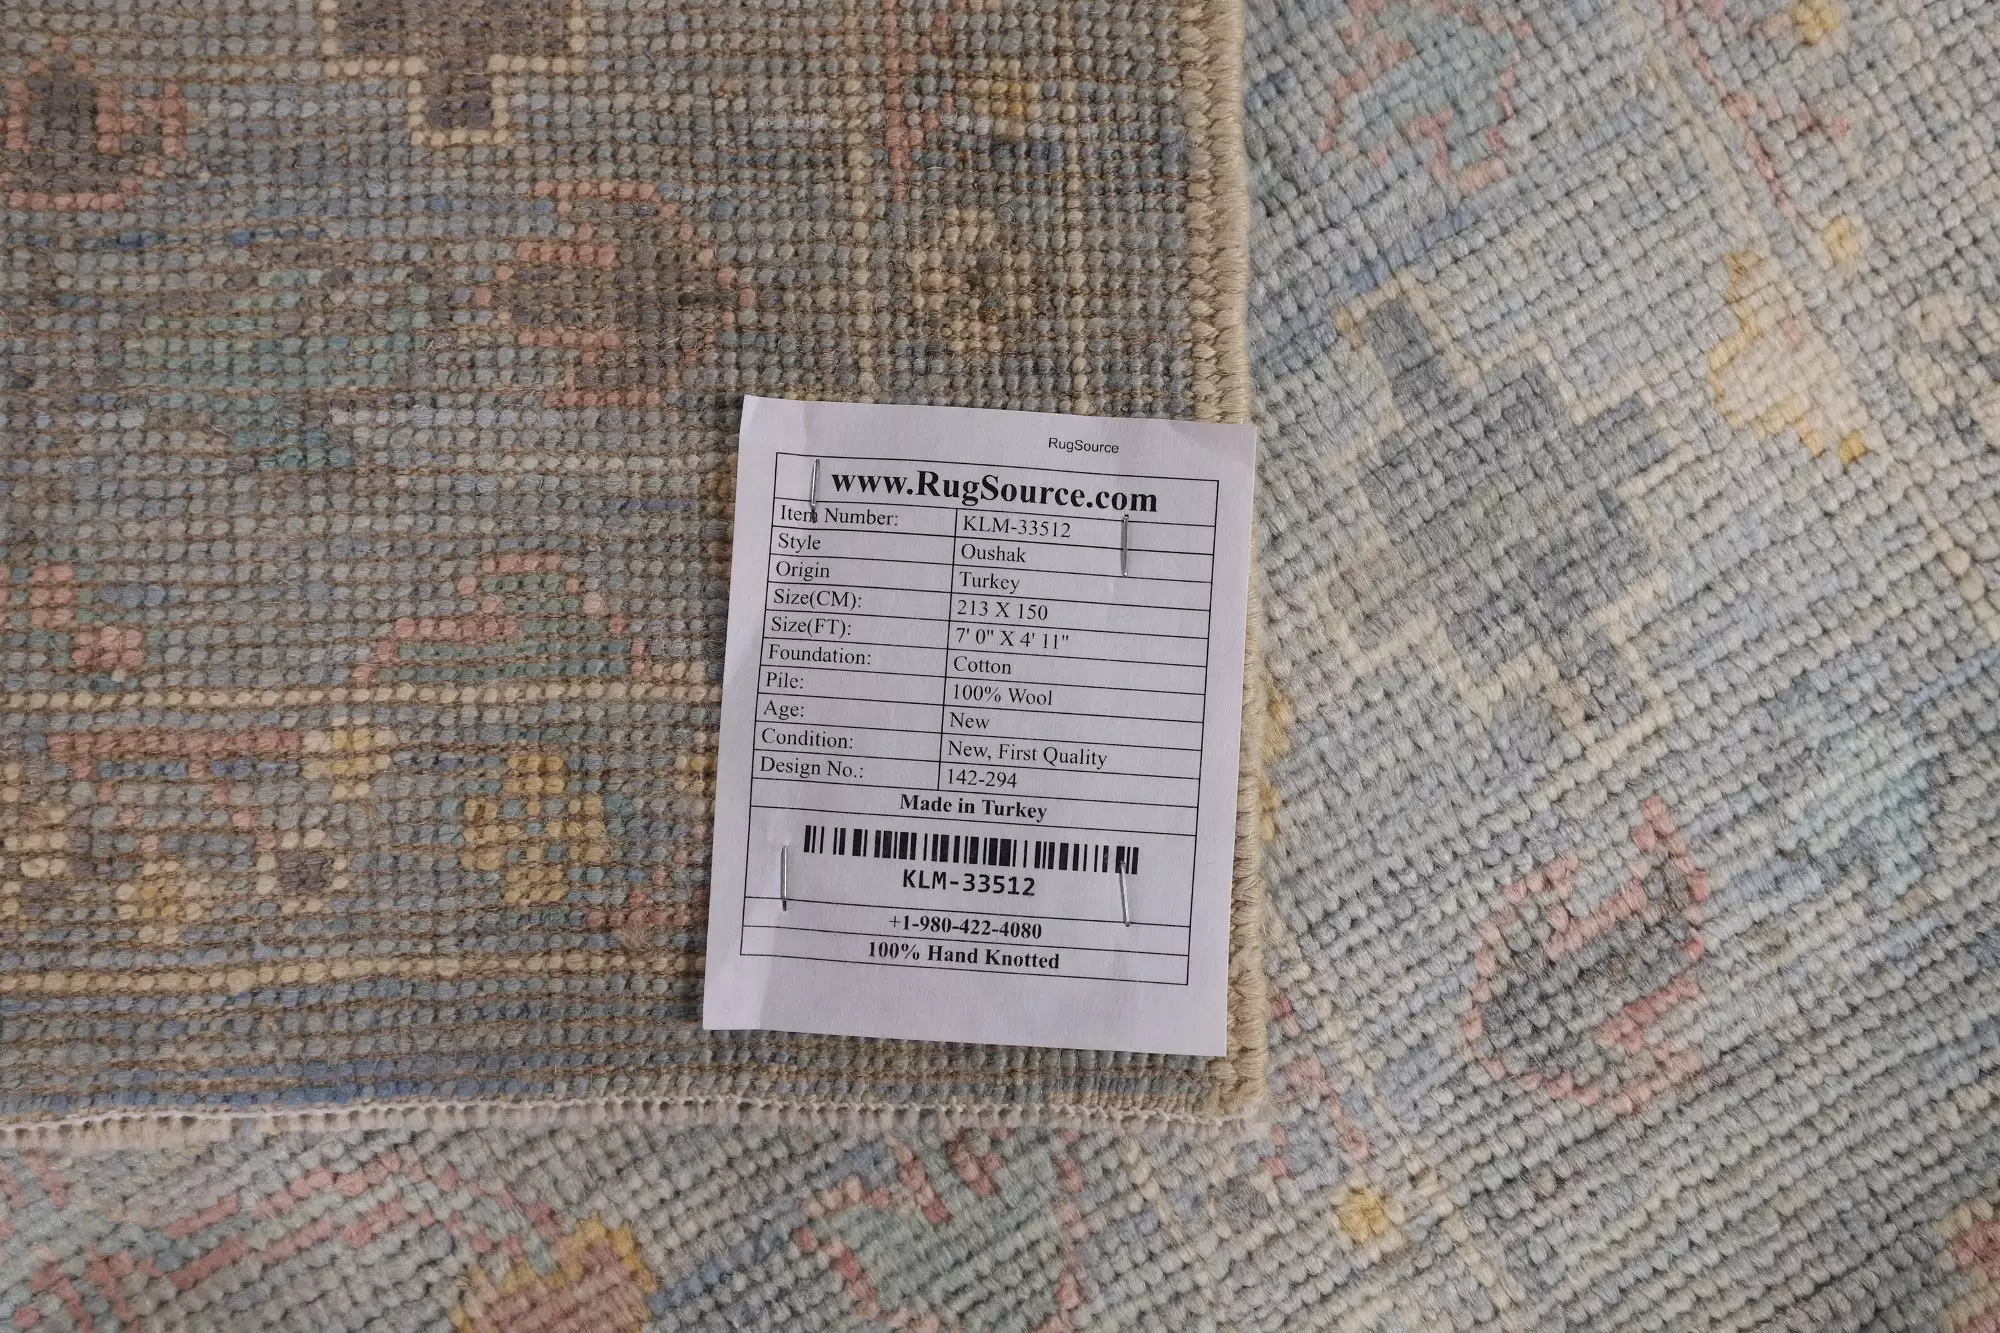 RugSource
www.RugSource.com
Item Number: KLM-33512
Style Oushak
Origin Turkey
Size(CM): 213 X 150
Size(FT): 7' 0" X 4' 11"
Foundation: Cotton
Pile: 100% Wool
Age: New
Condition: New, First Quality
Design No.: 142-294
Made in Turkey
KLM-33512
+1-980-422-4080
100% Hand Knotted